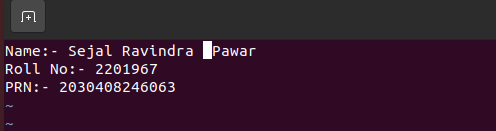 Name:- Sejal Ravindra Pawar
Roll No:- 2201967
PRN:- 2030408246063
~
~